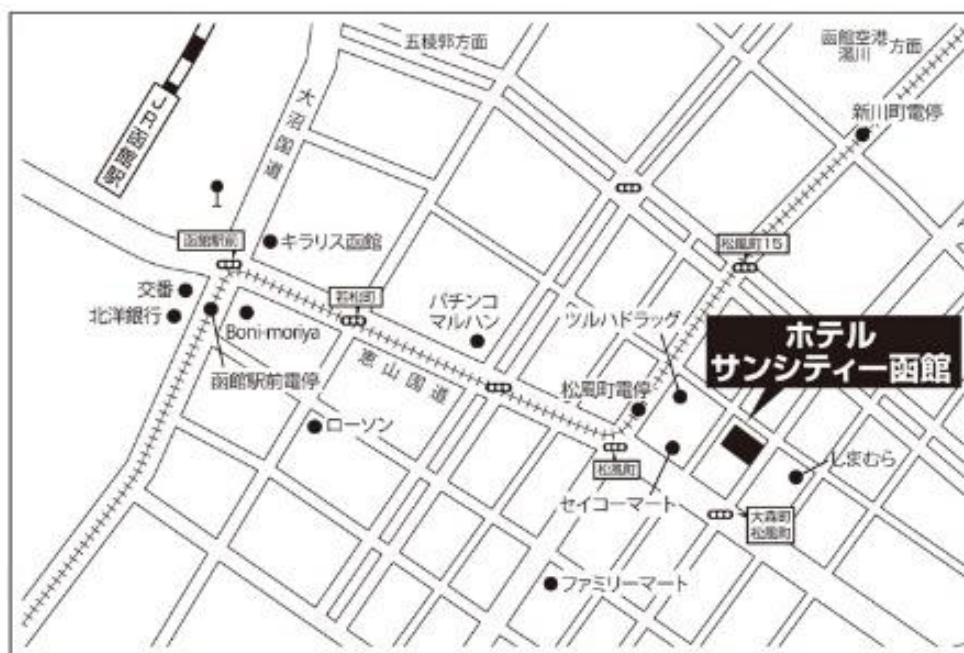 五稜郭方面
函館空港
湯川
方面
新川町電停
JR函館駅
大沼国道
函館駅前
キラリス函館
松風町15
交番
北洋銀行
若松町
パチンコ
マルハン
ツルハドラッグ
Boni-moriya
ホテル
サンシティー函館
函館駅前電停
恵山国道
松風町電停
ローソン
松風町
しまむら
セイコーマート
大森町
松風町
ファミリーマート